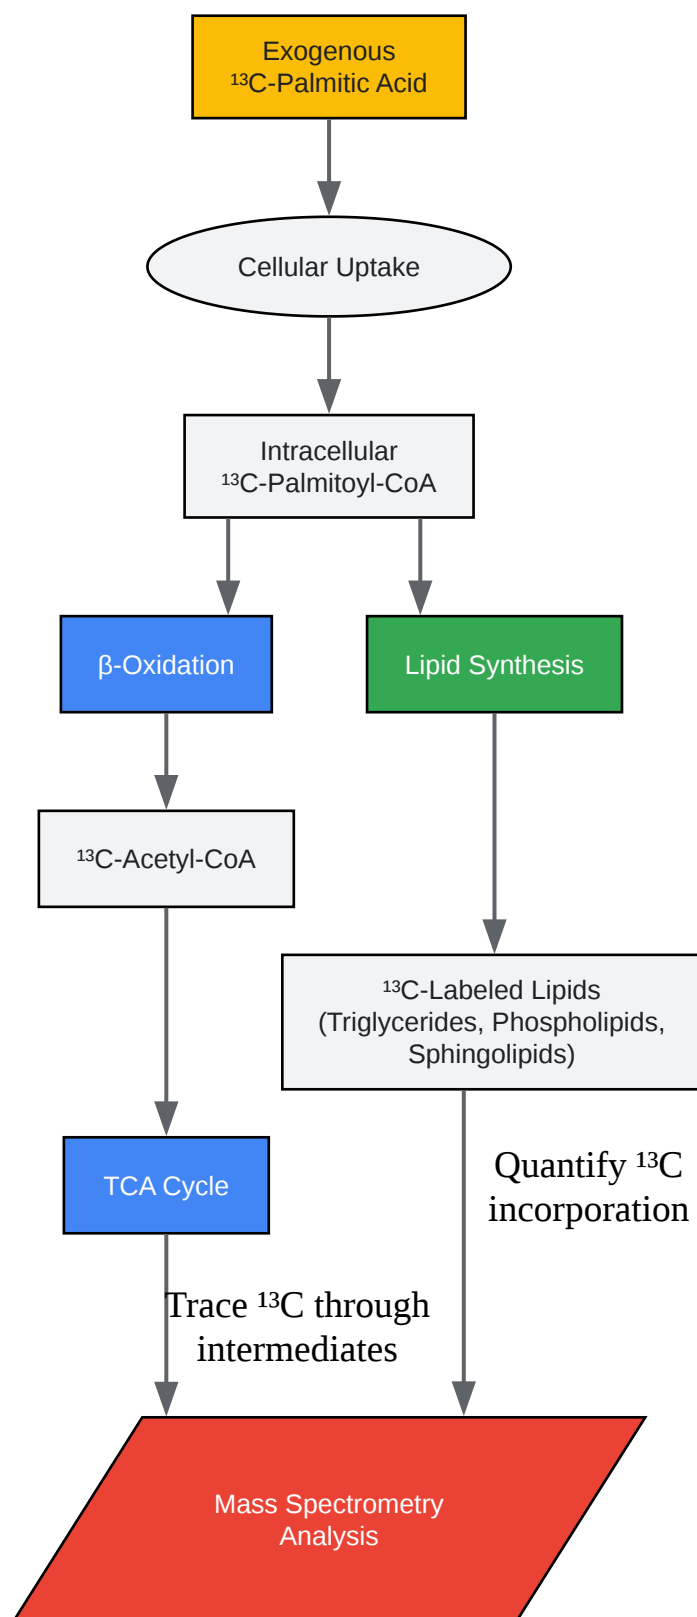 Exogenous
¹³C-Palmitic Acid
Cellular Uptake
Intracellular
¹³C-Palmitoyl-CoA
β-Oxidation
Lipid Synthesis
¹³C-Acetyl-CoA
¹³C-Labeled Lipids
(Triglycerides, Phospholipids,
Sphingolipids)
TCA Cycle
Quantify ¹³C
incorporation
Trace ¹³C through
intermediates
Mass Spectrometry
Analysis